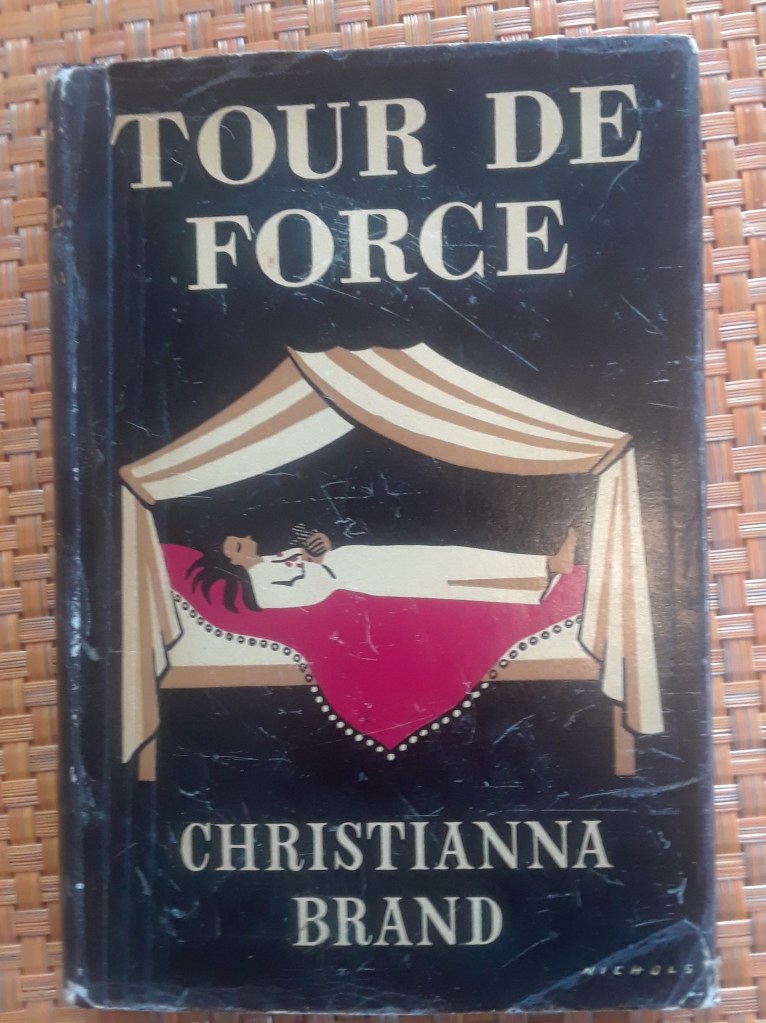 TOUR DE
FORCE
CHRISTIANNA
BRAND
NICHOLS